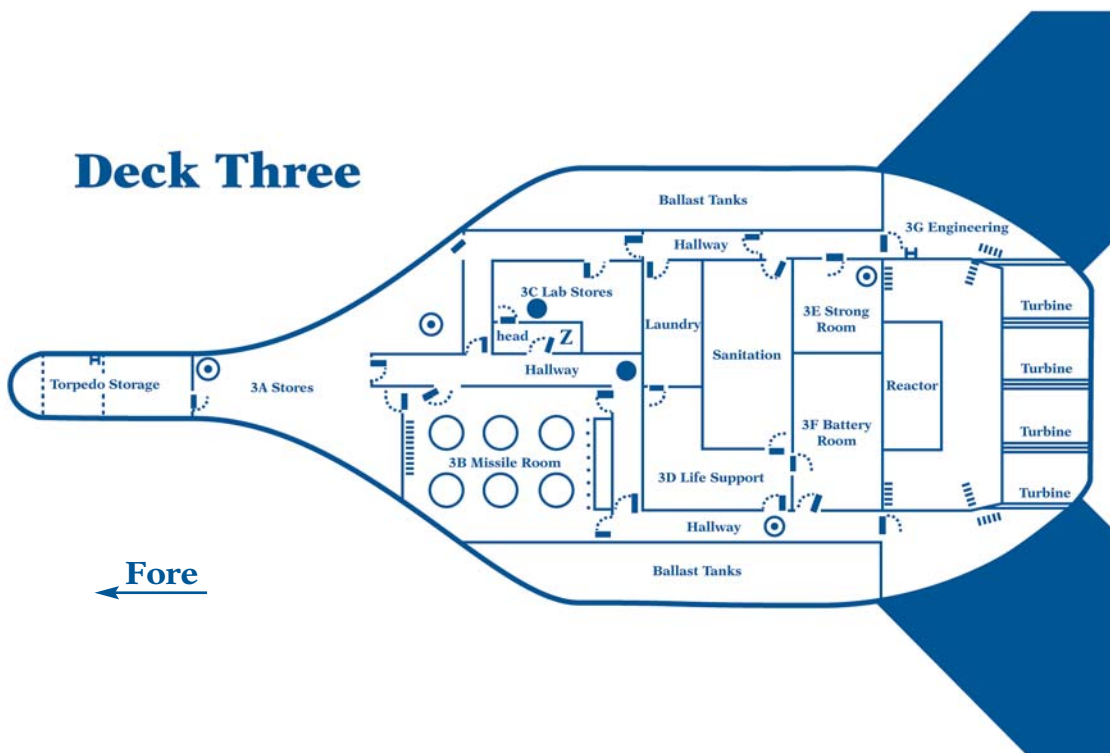 Deck Three
Ballast Tanks
3G Engineering
Hallway
3C Lab Stores
Turbine
3E Strong
Room
head
Z
Laundry
Sanitation
Hallway
Reactor
Turbine
Torpedo Storage
3A Stores
3F Battery
Room
Turbine
3B Missile Room
3D Life Support
Turbine
Hallway
Ballast Tanks
Fore